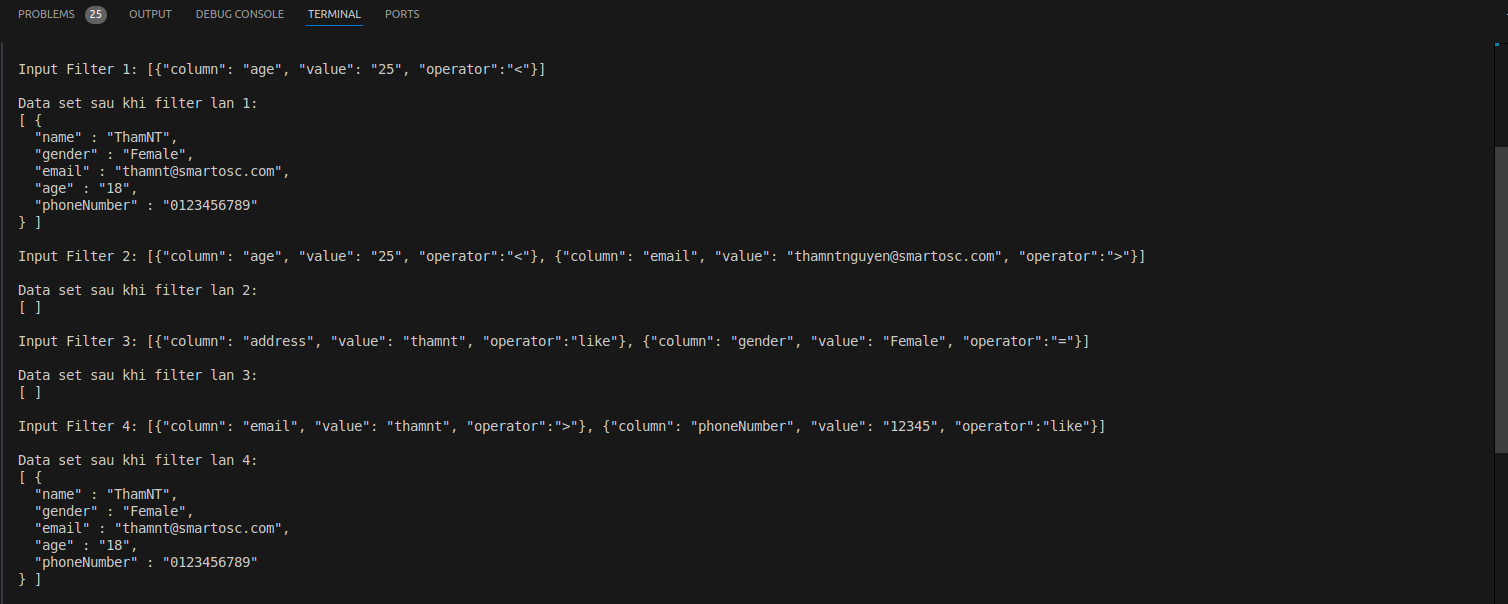 PROBLEMS 25 OUTPUT DEBUG CONSOLE TERMINAL PORTS
Input Filter 1: [{"column": "age", "value": "25", "operator":"<"}]
Data set sau khi filter lan 1:
[ {
  "name" : "ThamNT",
  "gender" : "Female",
  "email" : "thamnt@smartosc.com",
  "age" : "18",
  "phoneNumber" : "0123456789"
} ]
Input Filter 2: [{"column": "age", "value": "25", "operator":"<"}, {"column": "email", "value": "thamntnguyen@smartosc.com", "operator":">"}]
Data set sau khi filter lan 2:
[ ]
Input Filter 3: [{"column": "address", "value": "thamnt", "operator":"like"}, {"column": "gender", "value": "Female", "operator":"="}]
Data set sau khi filter lan 3:
[ ]
Input Filter 4: [{"column": "email", "value": "thamnt", "operator":">"}, {"column": "phoneNumber", "value": "12345", "operator":"like"}]
Data set sau khi filter lan 4:
[ {
  "name" : "ThamNT",
  "gender" : "Female",
  "email" : "thamnt@smartosc.com",
  "age" : "18",
  "phoneNumber" : "0123456789"
} ]